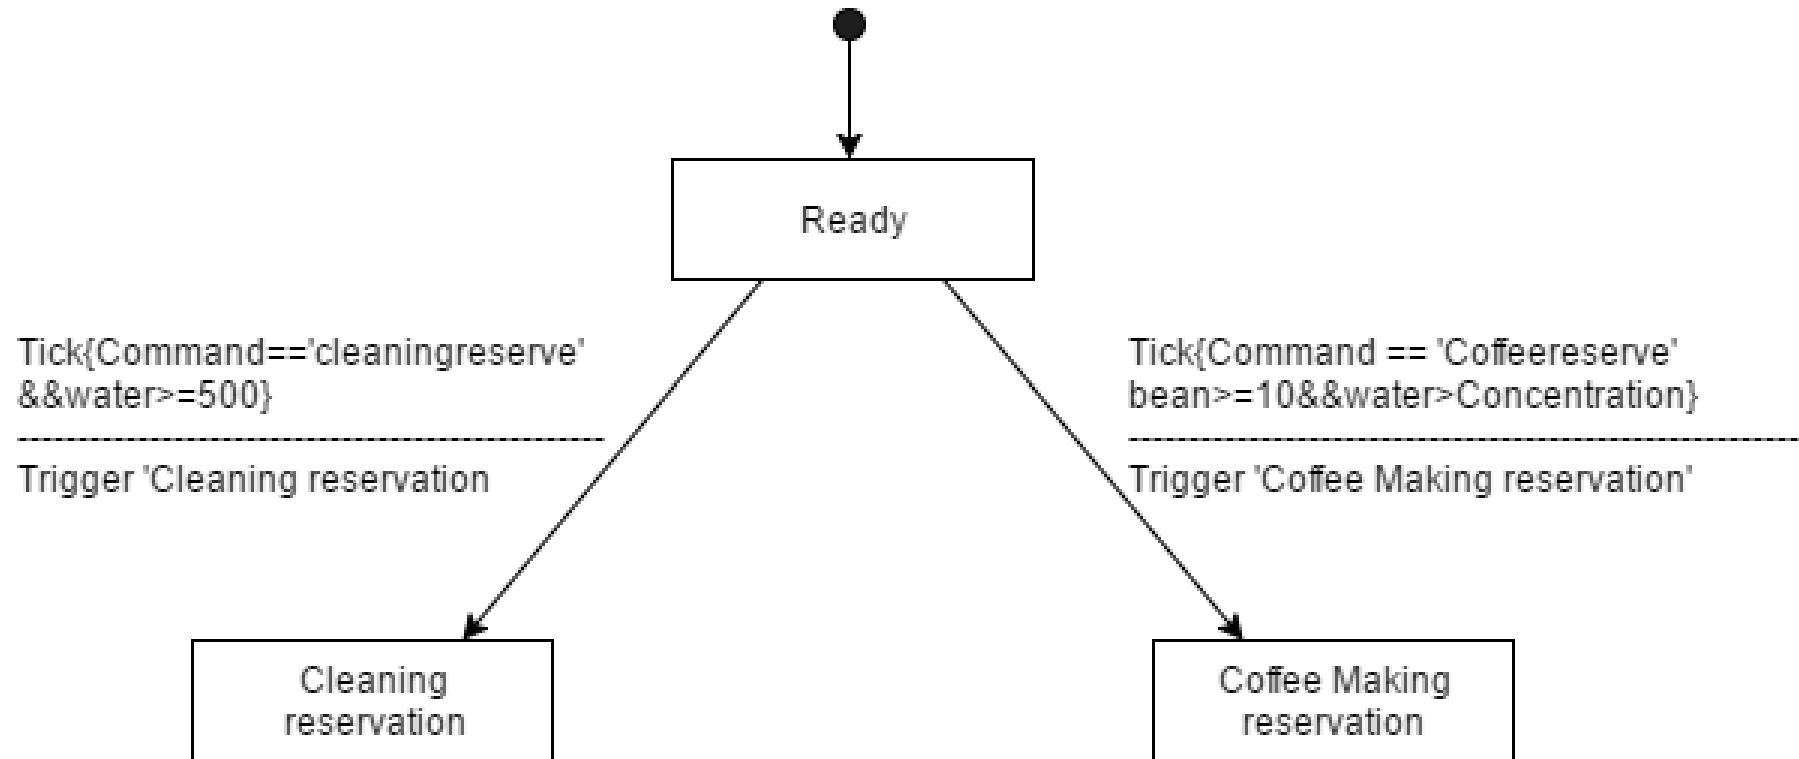 Ready
Tick{Command=='cleaningreserve'
&&water>=500}
Trigger 'Cleaning reservation
Tick{Command == 'Coffeereserve'
bean>=10&&water>Concentration}
Trigger 'Coffee Making reservation'
Cleaning
reservation
Coffee Making
reservation